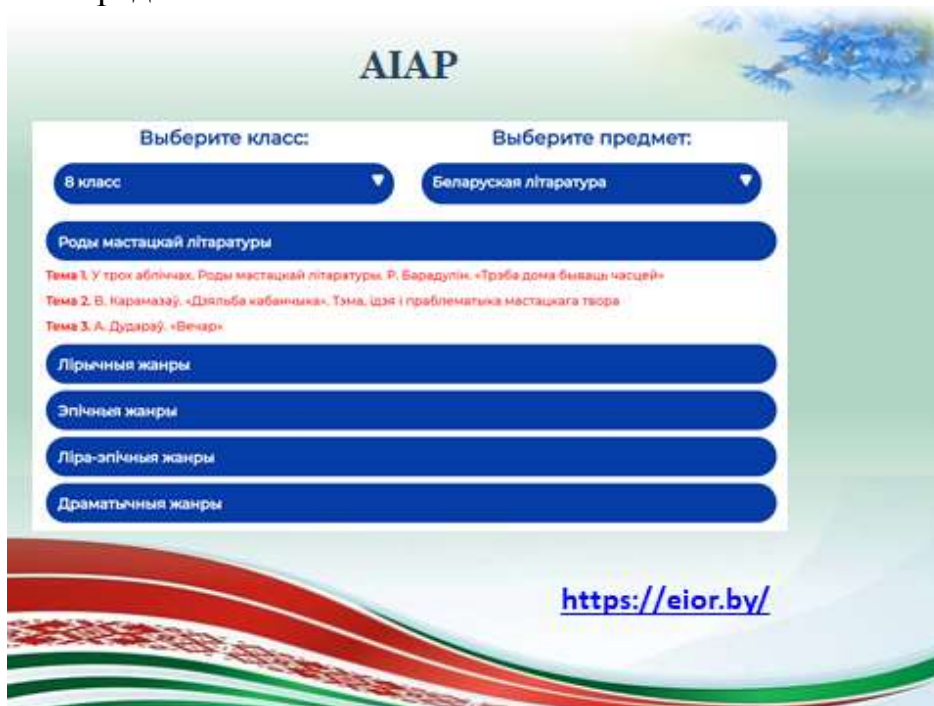 АІАР
Выберите класс:
Выберите предмет:
8 класс
Беларуская літаратура
Роды мастацкай літаратуры
Тема 1. У трох абліччах. Роды мастацкай літаратуры. Р. Барадулін. «Трэба дома бываць часцей»
Тема 2. В. Карамазаў. «Дзяльба кабанчыка». Тэма, ідэя і праблематыка мастацкага твора
Тема 3. А. Дудараў. «Вечар»
Лірычныя жанры
Эпічныя жанры
Ліра-эпічныя жанры
Драматычныя жанры
https://eior.by/